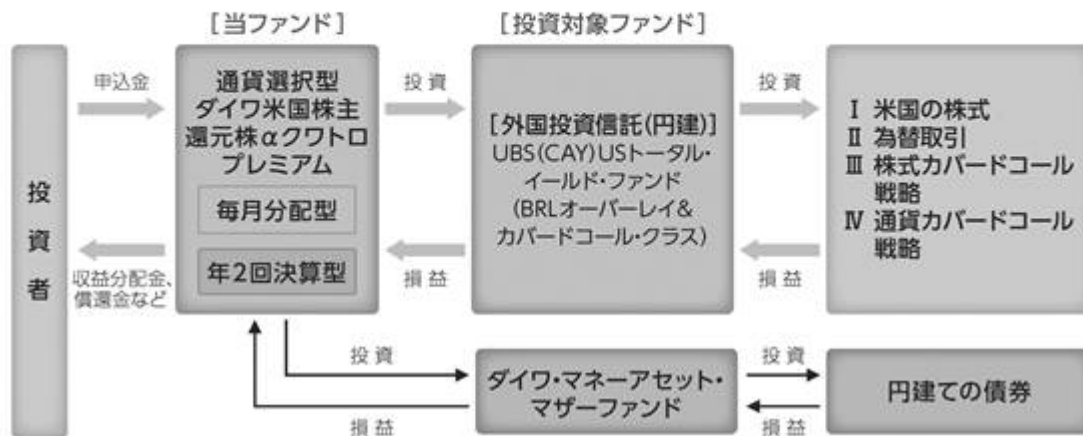 [当ファンド]
[投資対象ファンド]
投資者
申込金
収益分配金、
償還金など
通貨選択型
ダイワ米国株主
還元株αクワトロ
プレミアム
毎月分配型
年2回決算型
投資
損益
[外国投資信託(円建)]
UBS(CAY)USトータル・
イールド・ファンド
(BRLオーバーレイ&
カバードコール・クラス)
投資
損益
Ⅰ 米国の株式
Ⅱ 為替取引
Ⅲ 株式カバードコール
戦略
Ⅳ 通貨カバードコール
戦略
投資
損益
ダイワ・マネーアセット・
マザーファンド
投資
損益
円建ての債券